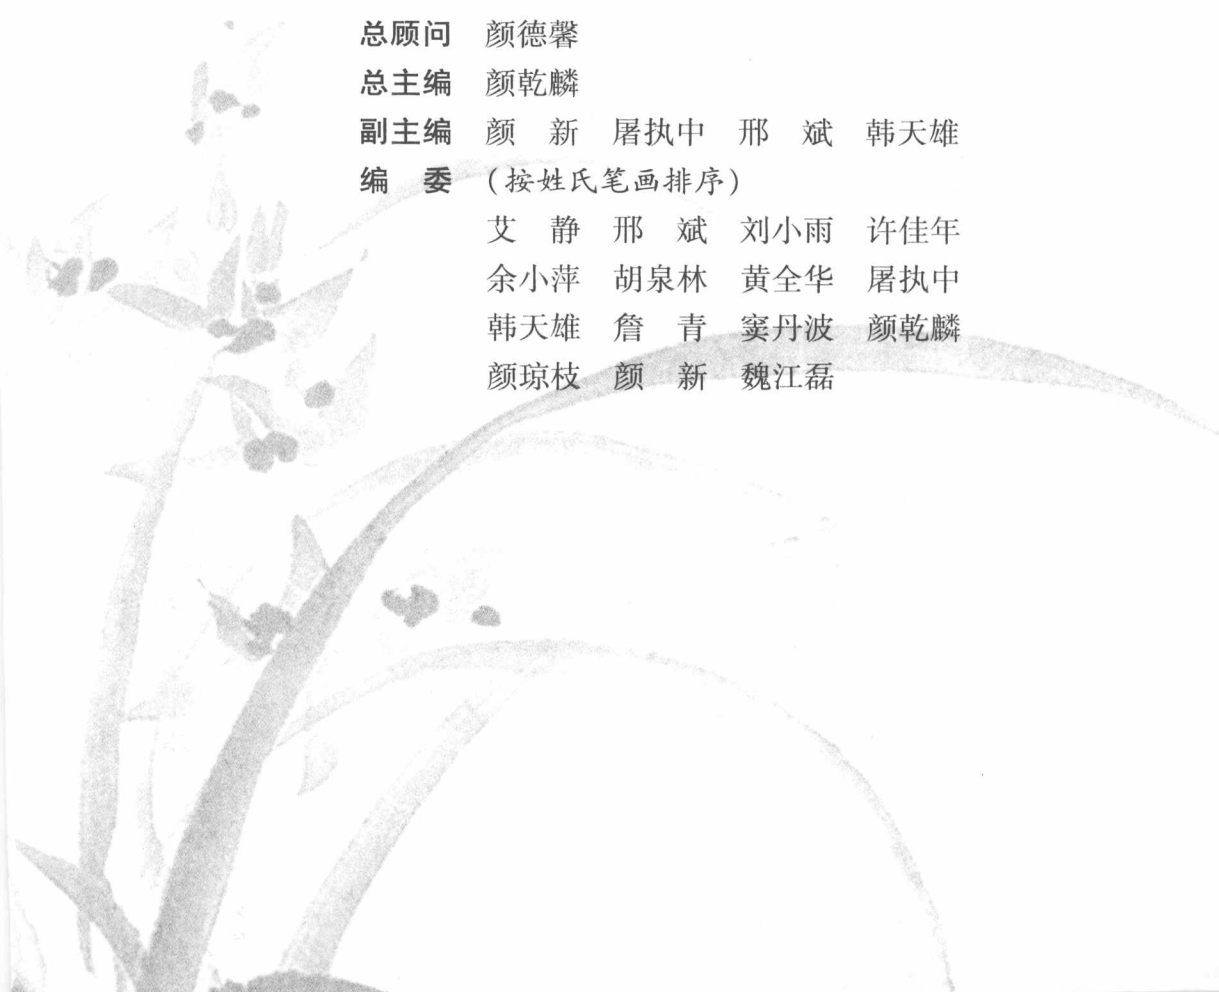 总顾问 颜德馨
总主编 颜乾麟
副主编 颜 新 屠执中 邢 斌 韩天雄
编 委 (按姓氏笔画排序)
艾 静 邢 斌 刘小雨 许佳年
余小萍 胡泉林 黄全华 屠执中
韩天雄 詹 青 窦丹波 颜乾麟
颜琼枝 颜 新 魏江磊